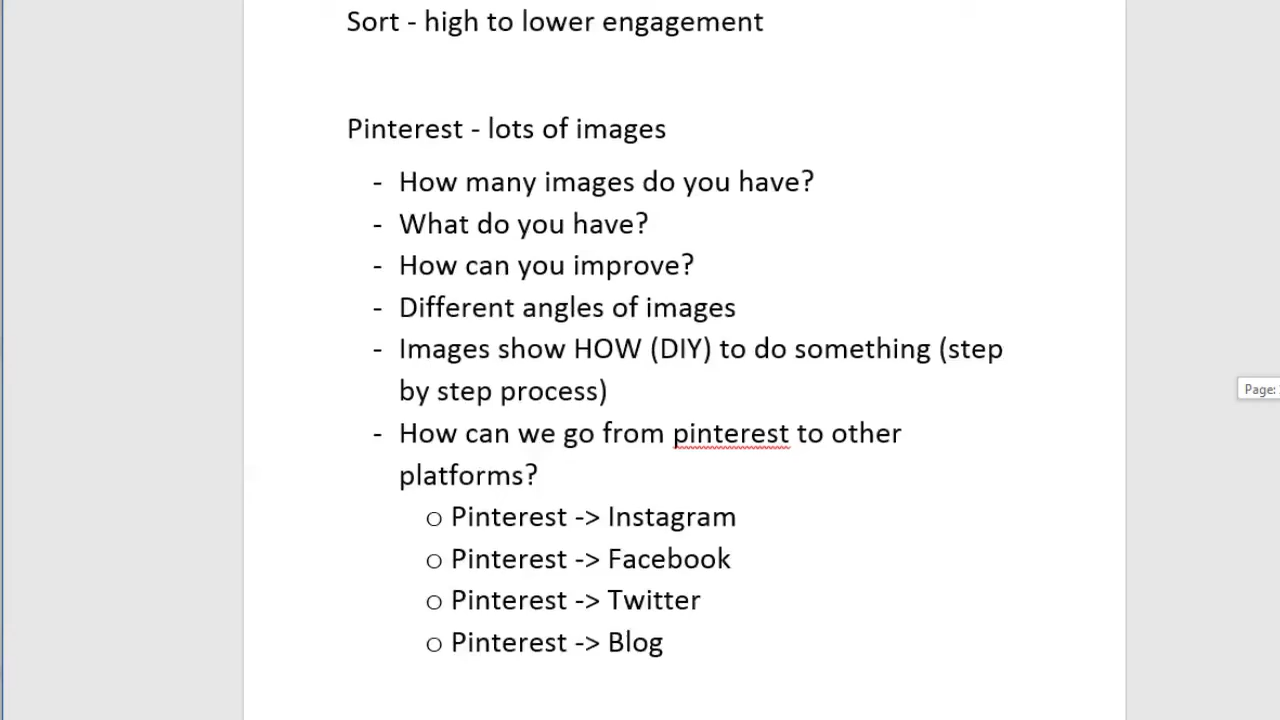 Sort - high to lower engagement
Pinterest - lots of images
- How many images do you have?
- What do you have?
- How can you improve?
- Different angles of images
- Images show HOW (DIY) to do something (step
by step process)
- How can we go from pinterest to other
platforms?
o Pinterest -> Instagram
o Pinterest -> Facebook
o Pinterest -> Twitter
o Pinterest -> Blog
Page: